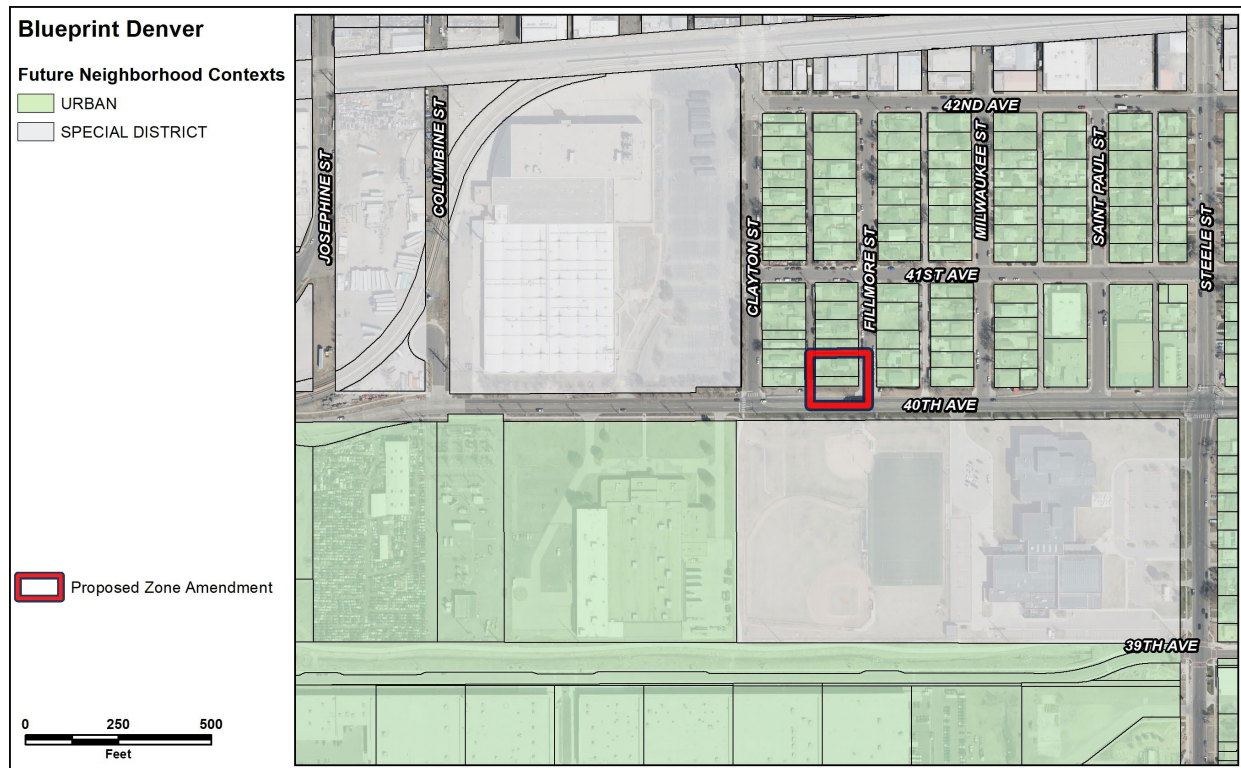 Blueprint Denver
Future Neighborhood Contexts
URBAN
SPECIAL DISTRICT
Proposed Zone Amendment
0 250 500
Feet
42ND AVE
JOSEPHINE ST
COLUMBINE ST
CLAYTON ST
FILLMORE ST
MILWAUKEE ST
SAINT PAUL ST
STEELE ST
41ST AVE
40TH AVE
39TH AVE